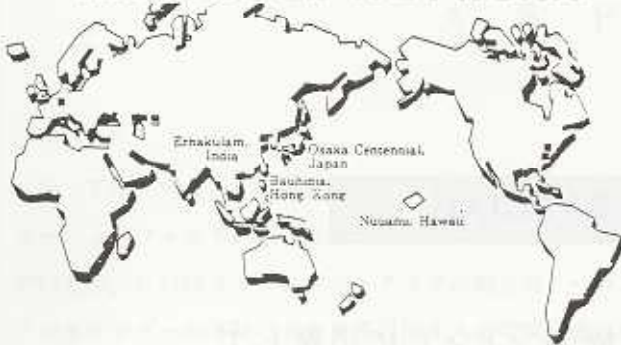 Ernakulam,
India
Osaka Centennial,
Japan
Bauhinia,
Hong Kong
Nuuanu, Hawaii